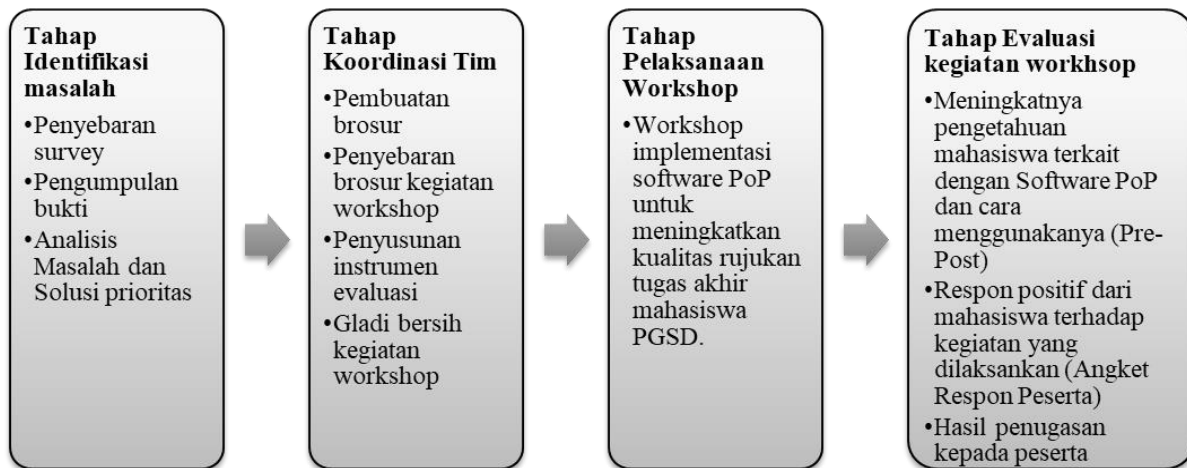 Tahap
Identifikasi
masalah
•Penyebaran
survey
•Pengumpulan
bukti
•Analisis
Masalah dan
Solusi prioritas
Tahap
Koordinasi Tim
•Pembuatan
brosur
•Penyebaran
brosur kegiatan
workshop
•Penyusunan
instrumen
evaluasi
•Gladi bersih
kegiatan
workshop
Tahap
Pelaksanaan
Workshop
•Workshop
implementasi
software PoP
untuk
meningkatkan
kualitas rujukan
tugas akhir
mahasiswa
PGSD.
Tahap Evaluasi
kegiatan workhsop
•Meningkatnya
pengetahuan
mahasiswa terkait
dengan Software PoP
dan cara
menggunakanya (Pre-
Post)
•Respon positif dari
mahasiswa terhadap
kegiatan yang
dilaksankan (Angket
Respon Peserta)
•Hasil penugasan
kepada peserta